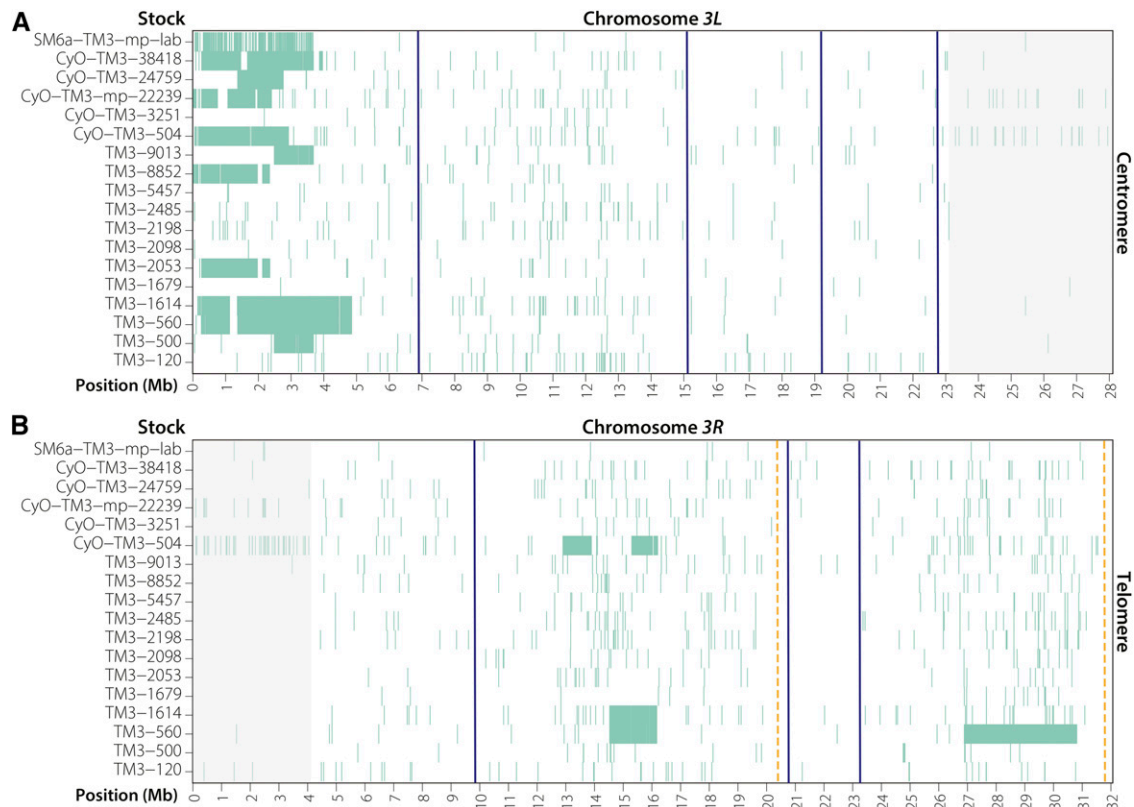 A
Stock
Chromosome 3L
SM6a−TM3−mp−lab
CyO−TM3−38418
CyO−TM3−24759
CyO−TM3−mp−22239
CyO−TM3−3251
CyO−TM3−504
TM3−9013
TM3−8852
TM3−5457
TM3−2485
TM3−2198
TM3−2098
TM3−2053
TM3−1679
TM3−1614
TM3−560
TM3−500
TM3−120
Centromere
Position (Mb)
0 1 2 3 4 5 6 7 8 9 10 11 12 13 14 15 16 17 18 19 20 21 22 23 24 25 26 27 28
B
Stock
Chromosome 3R
SM6a−TM3−mp−lab
CyO−TM3−38418
CyO−TM3−24759
CyO−TM3−mp−22239
CyO−TM3−3251
CyO−TM3−504
TM3−9013
TM3−8852
TM3−5457
TM3−2485
TM3−2198
TM3−2098
TM3−2053
TM3−1679
TM3−1614
TM3−560
TM3−500
TM3−120
Telomere
Position (Mb)
0 1 2 3 4 5 6 7 8 9 10 11 12 13 14 15 16 17 18 19 20 21 22 23 24 25 26 27 28 29 30 31 32